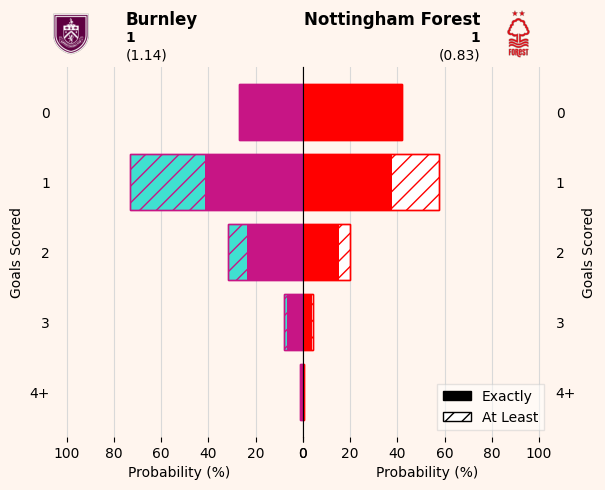 Burnley
1
(1.14)
Nottingham Forest
1
(0.83)
FOREST
Goals Scored
0
1
2
3
4+
0
1
2
3
4+
Goals Scored
Exactly
At Least
100 80 60 40 20 0
0 20 40 60 80 100
Probability (%)
Probability (%)